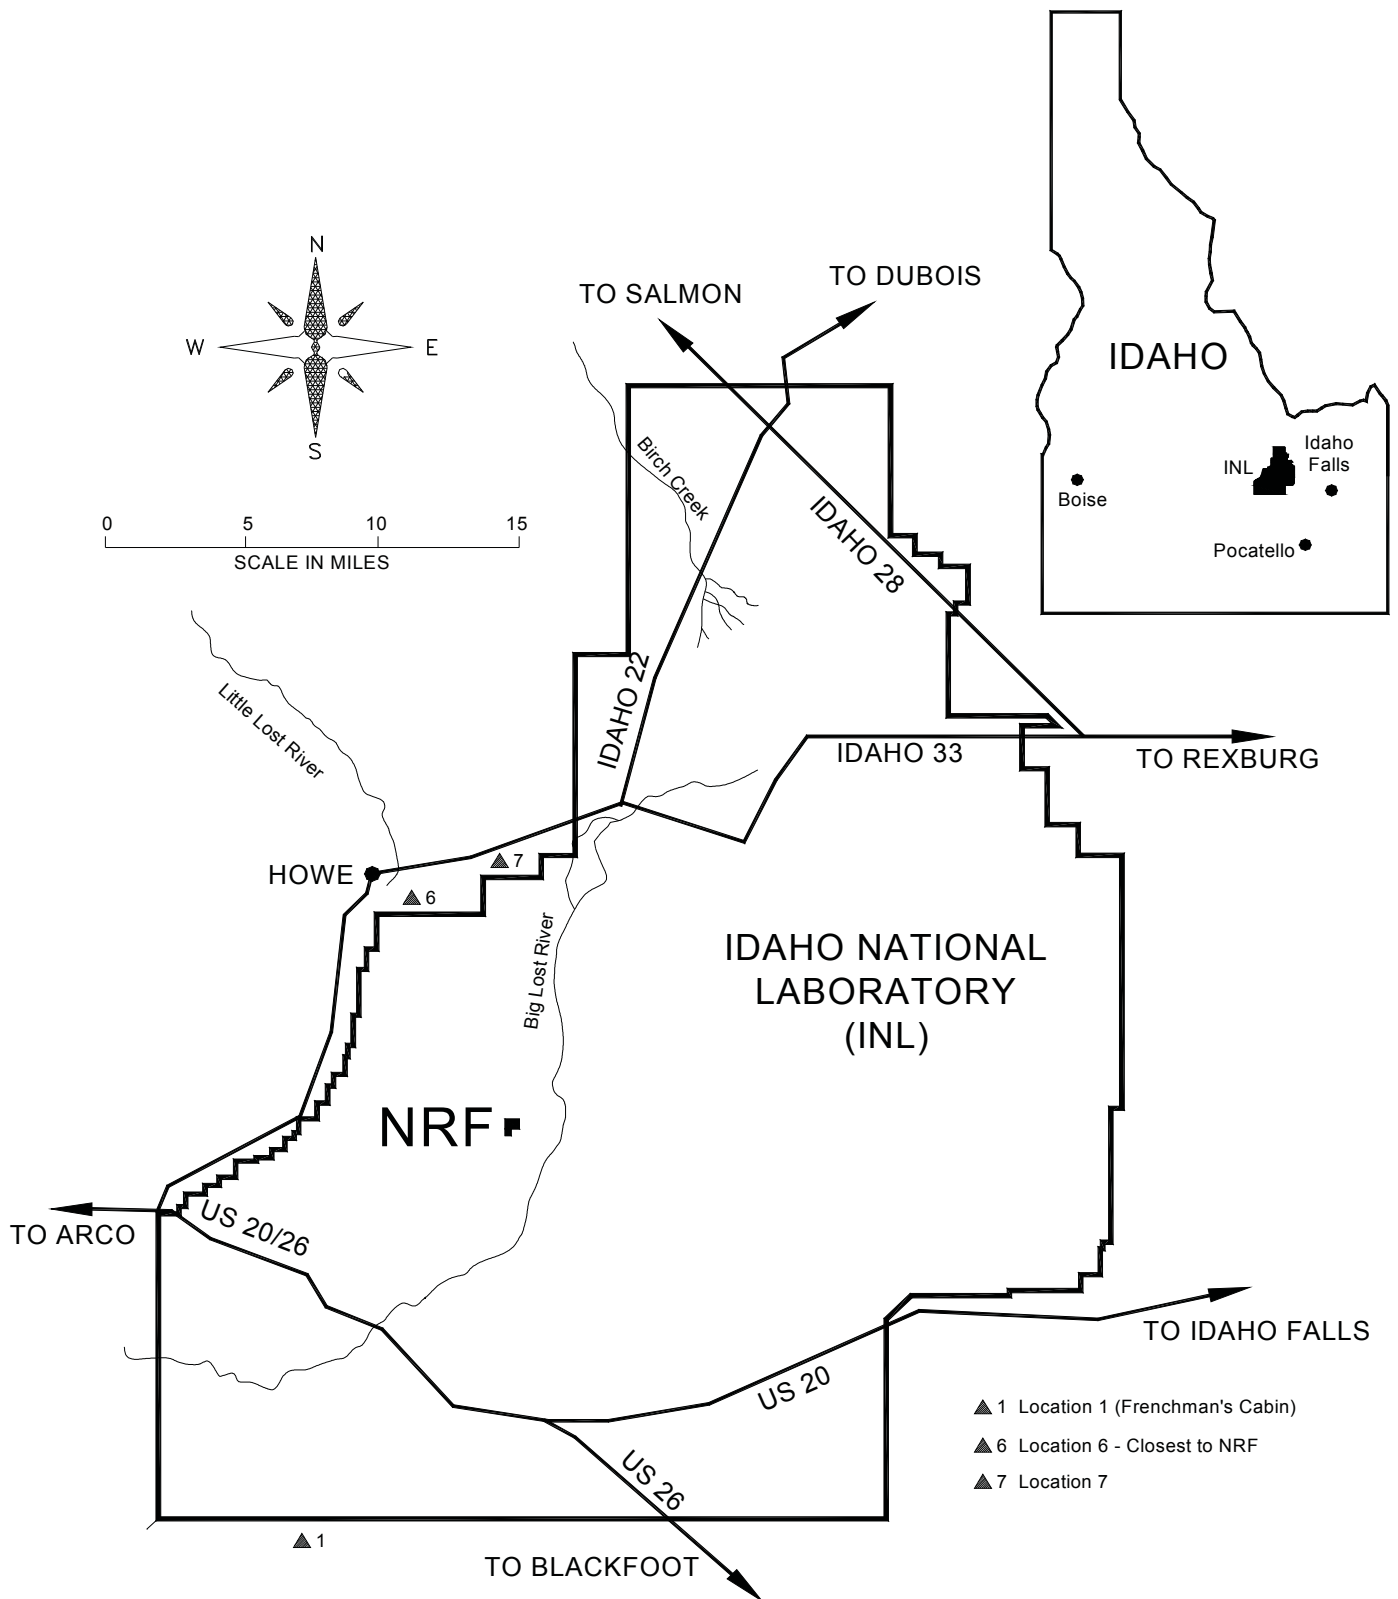 N
W
E
S
0
5
10
15
SCALE IN MILES
TO SALMON
TO DUBOIS
IDAHO
INL
Idaho
Falls
Boise
Pocatello
Birch Creek
IDAHO 28
IDAHO 22
Little Lost River
IDAHO 33
TO REXBURG
HOWE
7
6
Big Lost River
IDAHO NATIONAL
LABORATORY
(INL)
NRF
TO ARCO
US 20/26
TO IDAHO FALLS
US 20
US 26
1
TO BLACKFOOT
1 Location 1 (Frenchman's Cabin)
6 Location 6 - Closest to NRF
7 Location 7